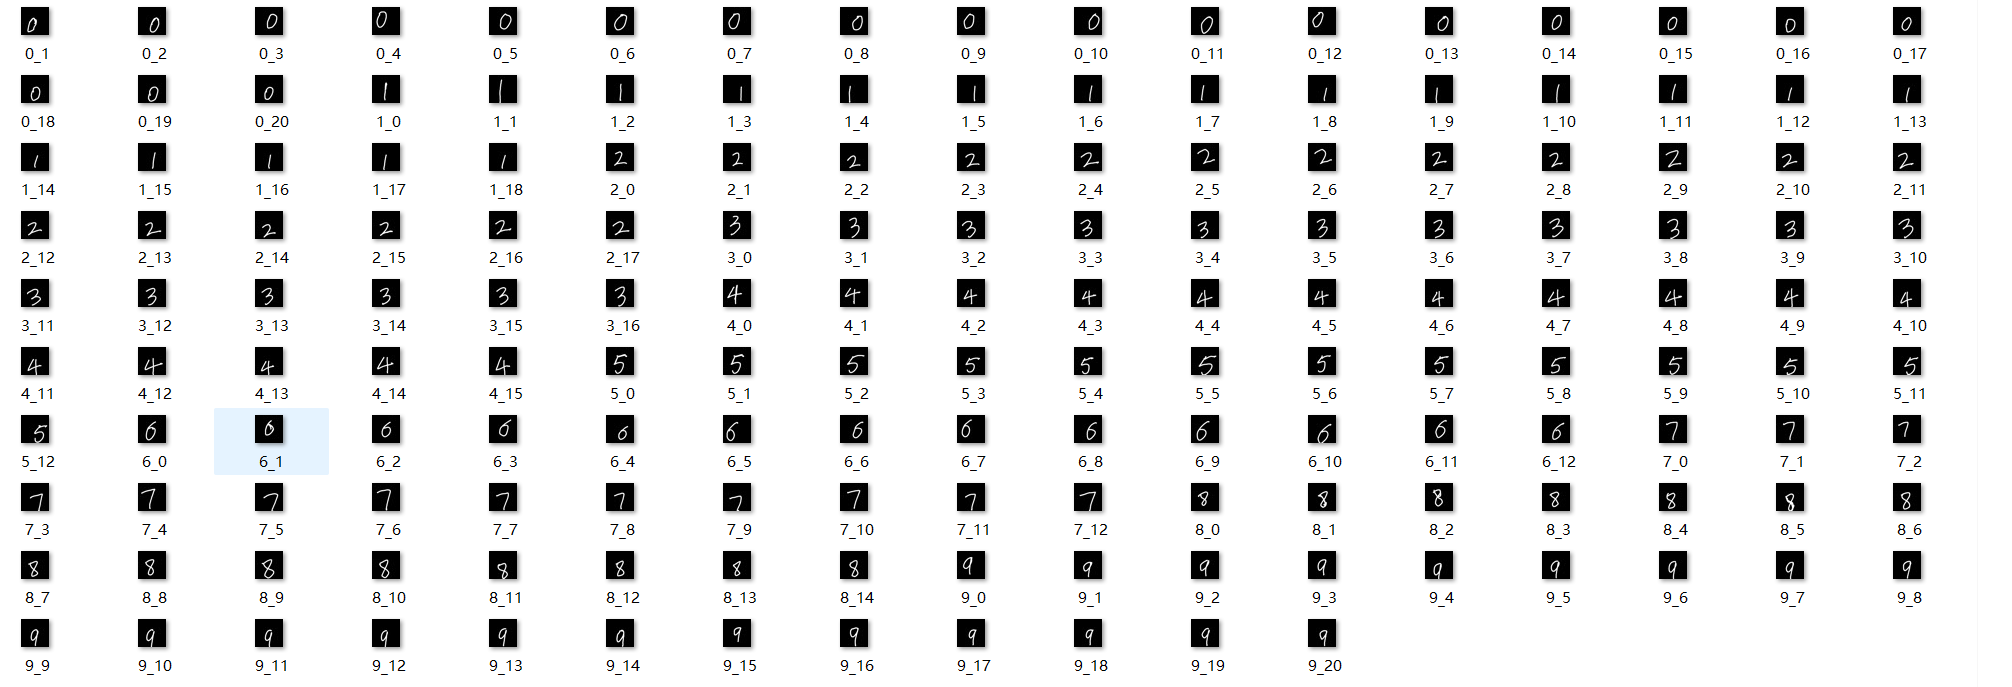 0 0 0 0 0 0 0 0 0 0 0 0 0 0 0 0 0
0_1 0_2 0_3 0_4 0_5 0_6 0_7 0_8 0_9 0_10 0_11 0_12 0_13 0_14 0_15 0_16 0_17
0 0 0 1 1 1 1 1 1 1 1 1 1 1 1 1 1
0_18 0_19 0_20 1_0 1_1 1_2 1_3 1_4 1_5 1_6 1_7 1_8 1_9 1_10 1_11 1_12 1_13
1 1 1 1 1 2 2 2 2 2 2 2 2 2 2 2 2
1_14 1_15 1_16 1_17 1_18 2_0 2_1 2_2 2_3 2_4 2_5 2_6 2_7 2_8 2_9 2_10 2_11
2 2 2 2 2 2 3 3 3 3 3 3 3 3 3 3 3
2_12 2_13 2_14 2_15 2_16 2_17 3_0 3_1 3_2 3_3 3_4 3_5 3_6 3_7 3_8 3_9 3_10
3 3 3 3 3 3 4 4 4 4 4 4 4 4 4 4 4
3_11 3_12 3_13 3_14 3_15 3_16 4_0 4_1 4_2 4_3 4_4 4_5 4_6 4_7 4_8 4_9 4_10
4 4 4 4 4 5 5 5 5 5 5 5 5 5 5 5 5
4_11 4_12 4_13 4_14 4_15 5_0 5_1 5_2 5_3 5_4 5_5 5_6 5_7 5_8 5_9 5_10 5_11
5 6 6 6 6 6 6 6 6 6 6 6 6 6 7 7 7
5_12 6_0 6_1 6_2 6_3 6_4 6_5 6_6 6_7 6_8 6_9 6_10 6_11 6_12 7_0 7_1 7_2
7 7 7 7 7 7 7 7 7 7 8 8 8 8 8 8 8
7_3 7_4 7_5 7_6 7_7 7_8 7_9 7_10 7_11 7_12 8_0 8_1 8_2 8_3 8_4 8_5 8_6
8 8 8 8 8 8 8 8 9 9 9 9 9 9 9 9 9
8_7 8_8 8_9 8_10 8_11 8_12 8_13 8_14 9_0 9_1 9_2 9_3 9_4 9_5 9_6 9_7 9_8
9 9 9 9 9 9 9 9 9 9 9 9
9_9 9_10 9_11 9_12 9_13 9_14 9_15 9_16 9_17 9_18 9_19 9_20